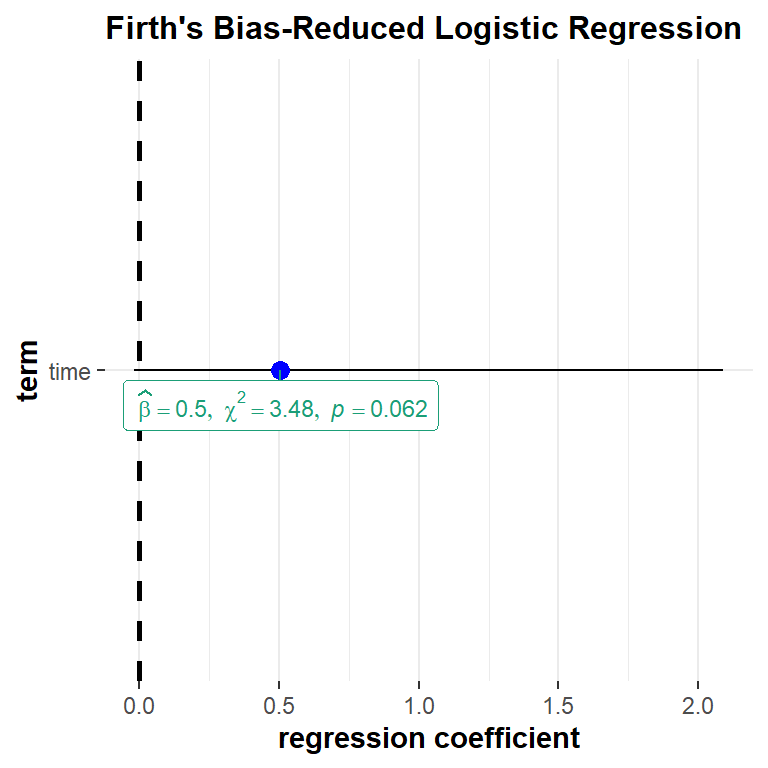 Firth's Bias-Reduced Logistic Regression
term
time
β̂ = 0.5, χ² = 3.48, p = 0.062
0.0 0.5 1.0 1.5 2.0
regression coefficient